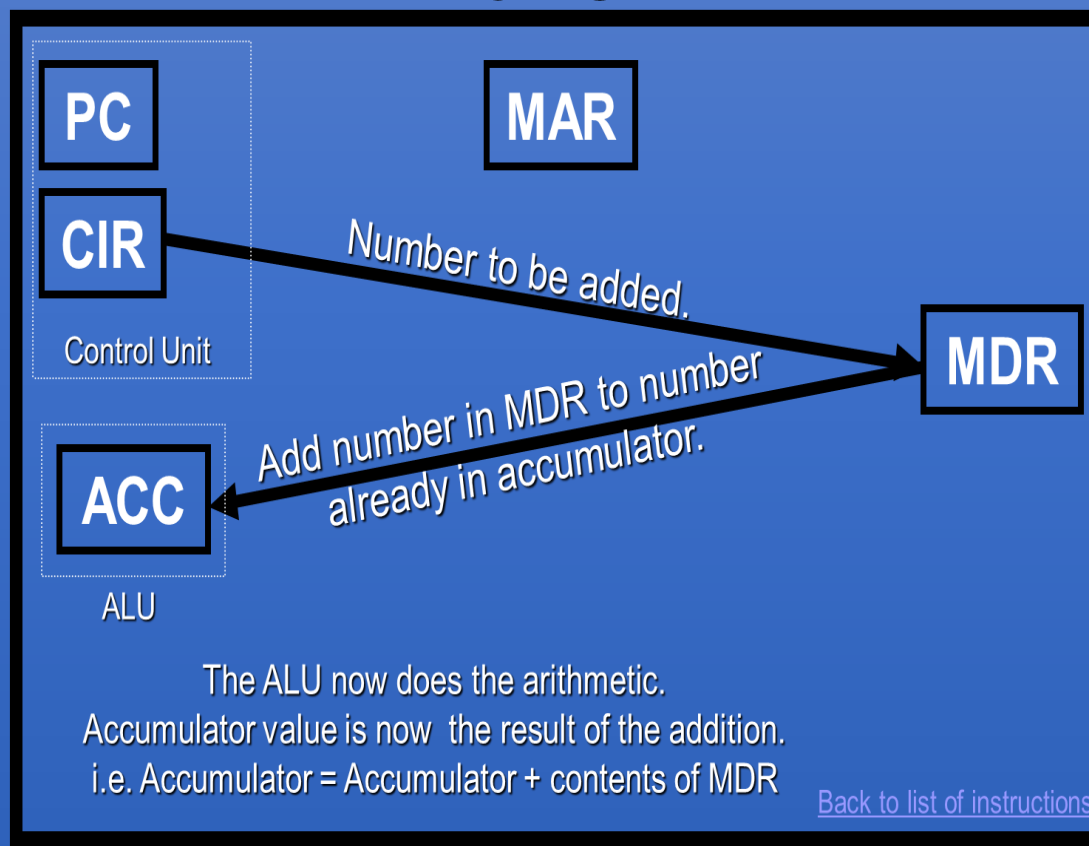 PC
MAR
CIR
Number to be added.
Control Unit
MDR
Add number in MDR to number
already in accumulator.
ACC
ALU
The ALU now does the arithmetic.
Accumulator value is now the result of the addition.
i.e. Accumulator = Accumulator + contents of MDR
Back to list of instructions